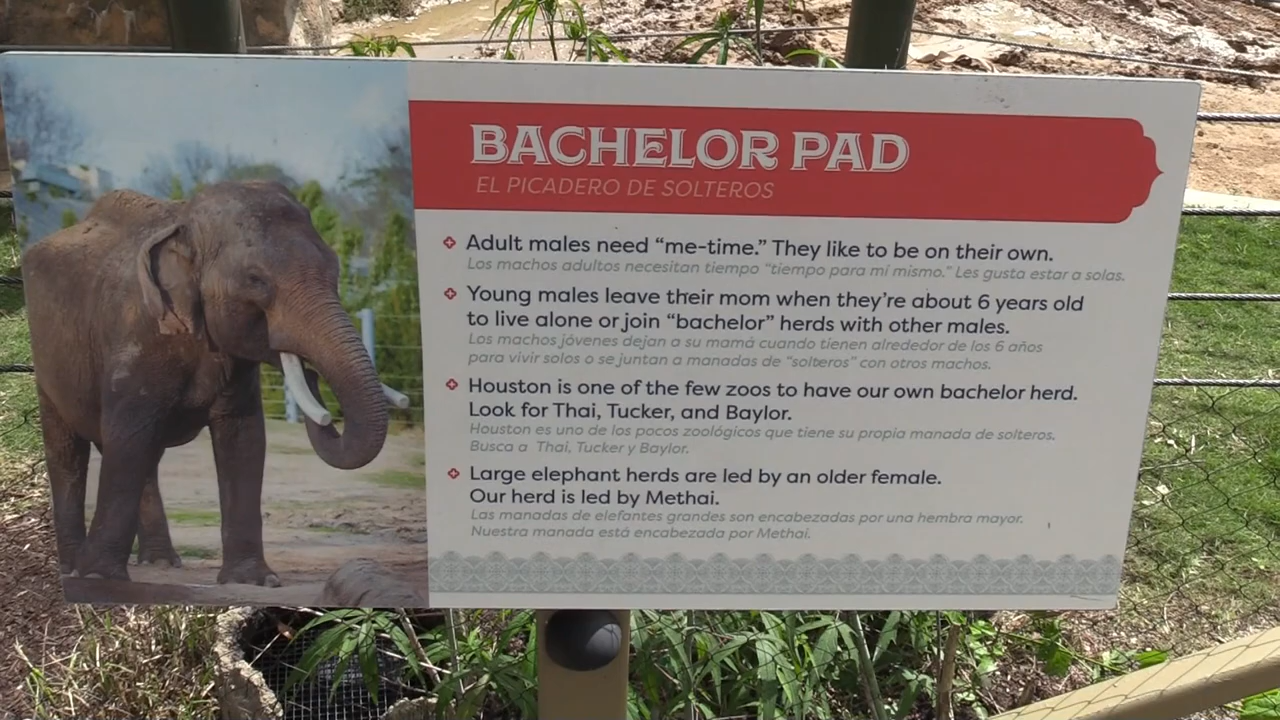 BACHELOR PAD
EL PICADERO DE SOLTEROS
Adult males need “me-time.” They like to be on their own.
Los machos adultos necesitan tiempo “tiempo para mí mismo.” Les gusta estar a solas.
Young males leave their mom when they’re about 6 years old
to live alone or join “bachelor” herds with other males.
Los machos jóvenes dejan a su mamá cuando tienen alrededor de los 6 años
para vivir solos o se juntan a manadas de “solteros” con otros machos.
Houston is one of the few zoos to have our own bachelor herd.
Look for Thai, Tucker, and Baylor.
Houston es uno de los pocos zoológicos que tiene su propia manada de solteros.
Busca a Thai, Tucker y Baylor.
Large elephant herds are led by an older female.
Our herd is led by Methai.
Las manadas de elefantes grandes son encabezadas por una hembra mayor.
Nuestra manada está encabezada por Methai.